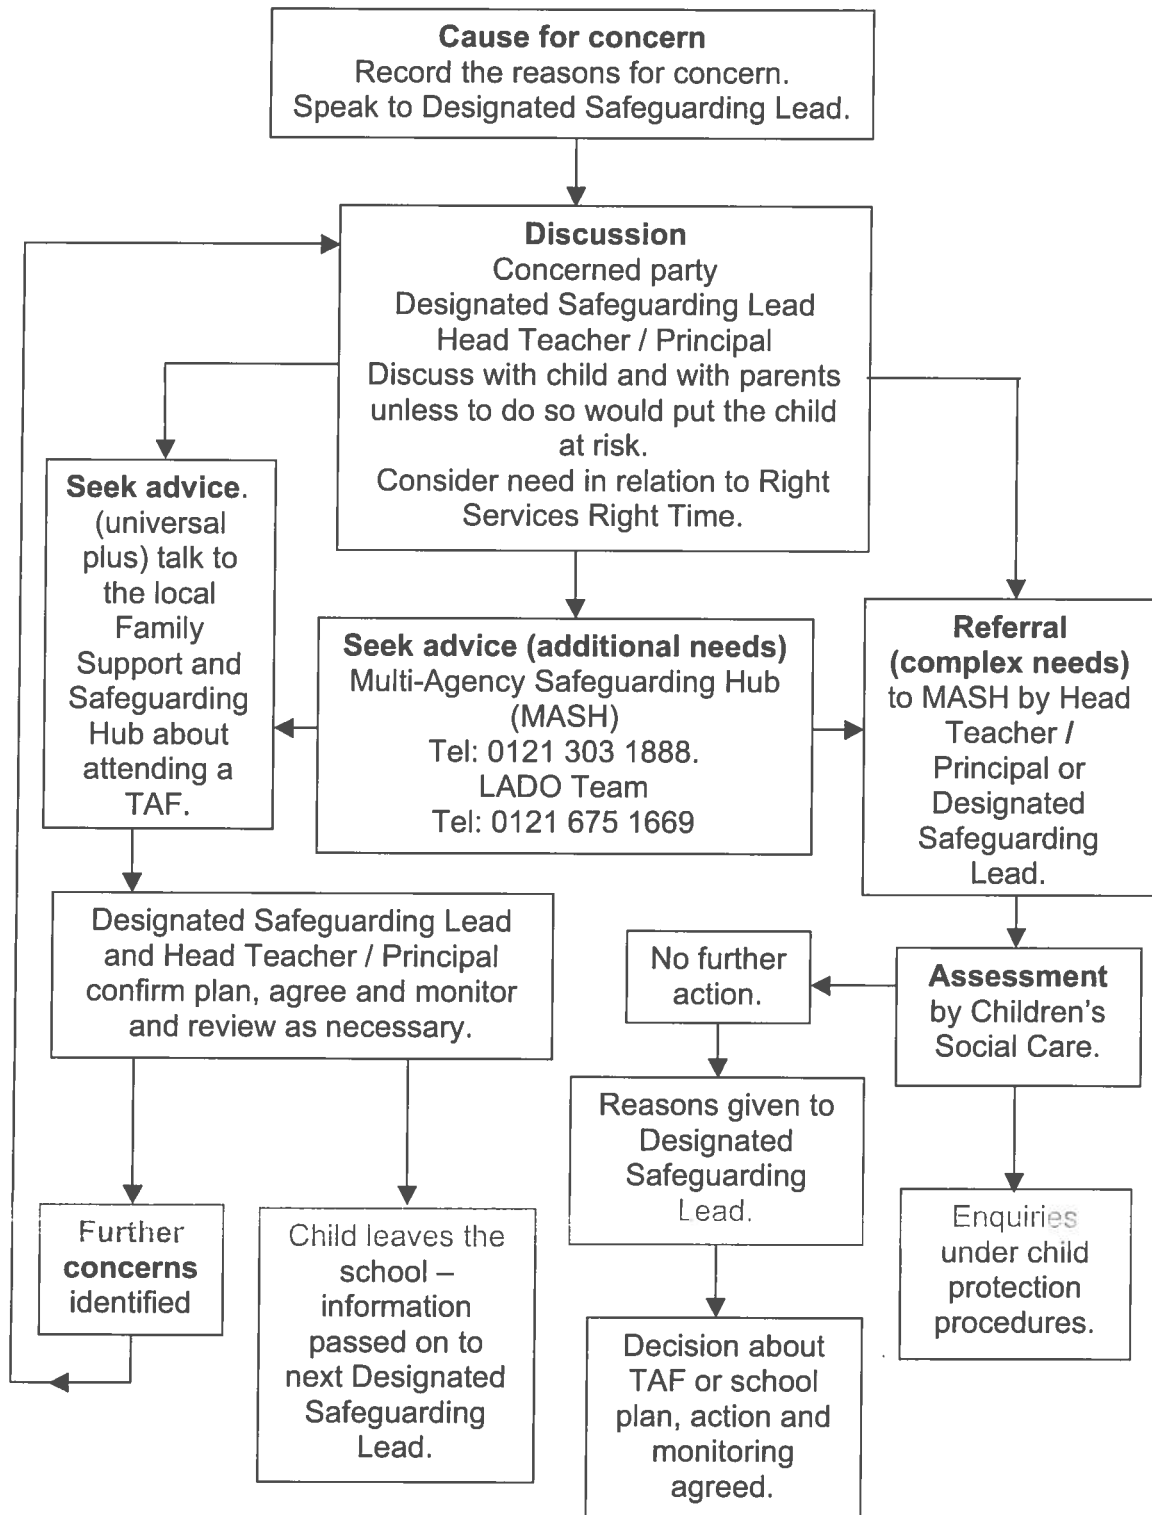 Cause for concern
Record the reasons for concern.
Speak to Designated Safeguarding Lead.
Discussion
Concerned party
Designated Safeguarding Lead
Head Teacher / Principal
Discuss with child and with parents
unless to do so would put the child
at risk.
Consider need in relation to Right
Services Right Time.
Seek advice.
(universal
plus) talk to
the local
Family
Support and
Safeguarding
Hub about
attending a
TAF.
Seek advice (additional needs)
Multi-Agency Safeguarding Hub
(MASH)
Tel: 0121 303 1888.
LADO Team
Tel: 0121 675 1669
Referral
(complex needs)
to MASH by Head
Teacher /
Principal or
Designated
Safeguarding
Lead.
Designated Safeguarding Lead
and Head Teacher / Principal
confirm plan, agree and monitor
and review as necessary.
No further
action.
Assessment
by Children's
Social Care.
Reasons given to
Designated
Safeguarding
Lead.
Enquiries
under child
protection
procedures.
Further
concerns
identified
Child leaves the
school –
information
passed on to
next Designated
Safeguarding
Lead.
Decision about
TAF or school
plan, action and
monitoring
agreed.